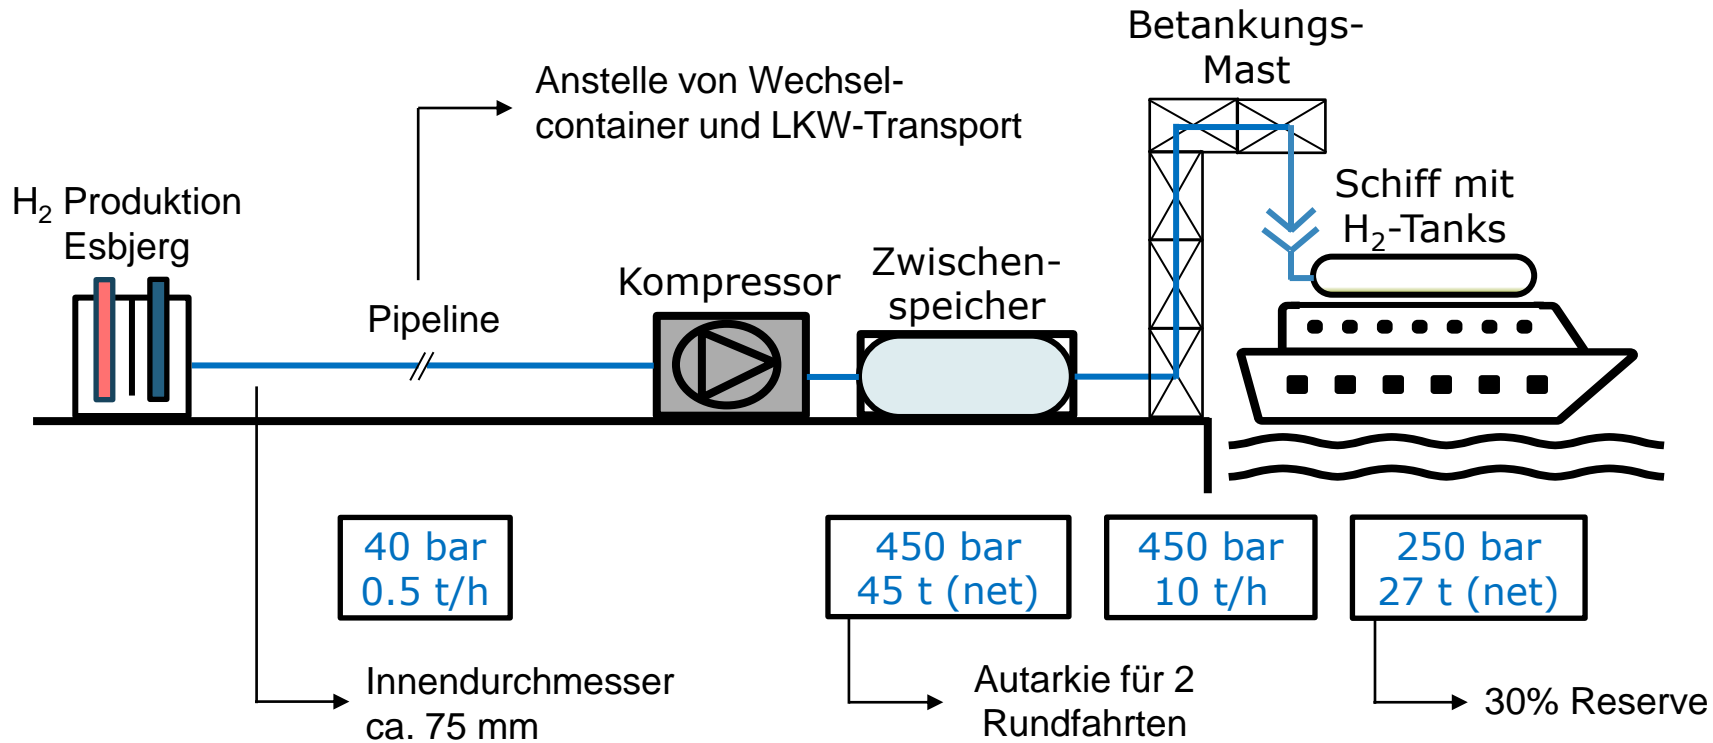 Betankungs-
Mast
Anstelle von Wechsel-
container und LKW-Transport
Schiff mit
H₂-Tanks
H₂ Produktion
Esbjerg
Zwischen-
speicher
Kompressor
Pipeline
40 bar
0.5 t/h
450 bar
45 t (net)
450 bar
10 t/h
250 bar
27 t (net)
Innendurchmesser
ca. 75 mm
Autarkie für 2
Rundfahrten
30% Reserve